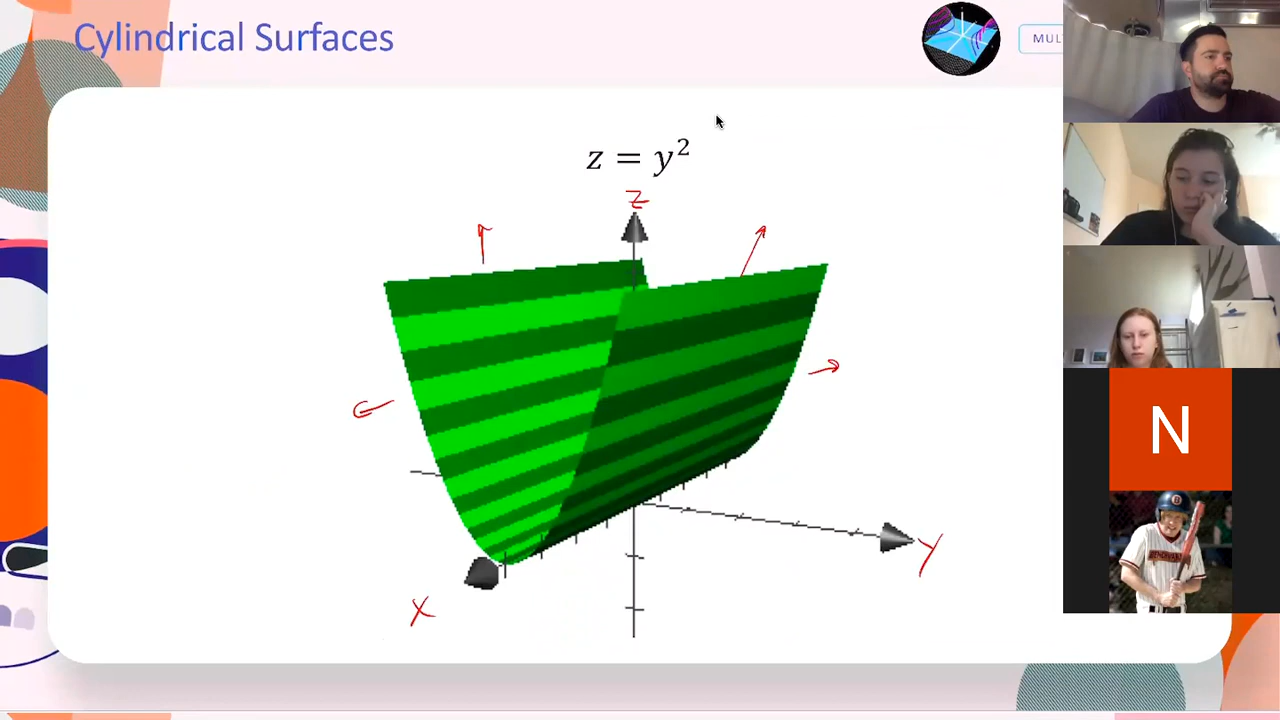 Cylindrical Surfaces
MUL
z = y²
z
x
y
N
B